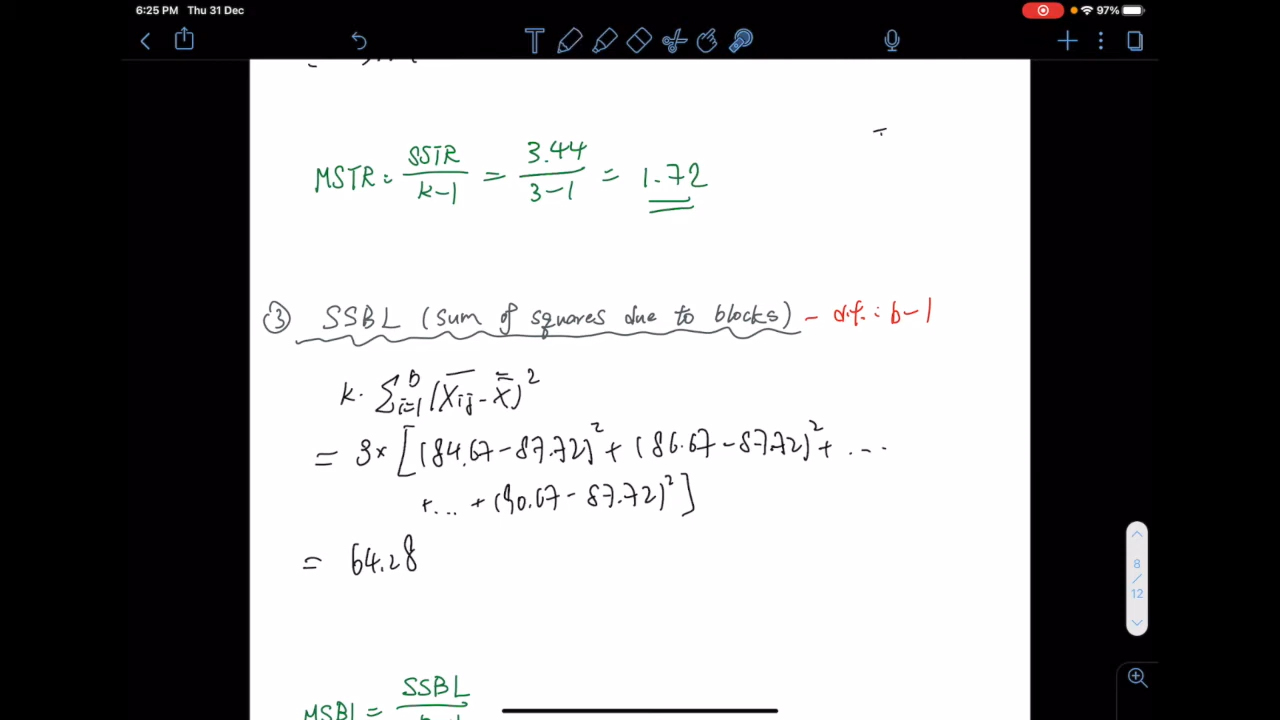 6:25 PM Thu 31 Dec
97%
MSTR = SSTR / k-1 = 3.44 / 3-1 = 1.72
③ SSBL (sum of squares due to blocks) - d.f. : b-1
k. Σ_{i=1}^{B} (X̄ij - X̿)²
= 3× [(84.67-87.72)² + (86.67-87.72)² + ....
+... + (90.67-87.72)²]
= 64.28
8
/
12
MSBL = SSBL